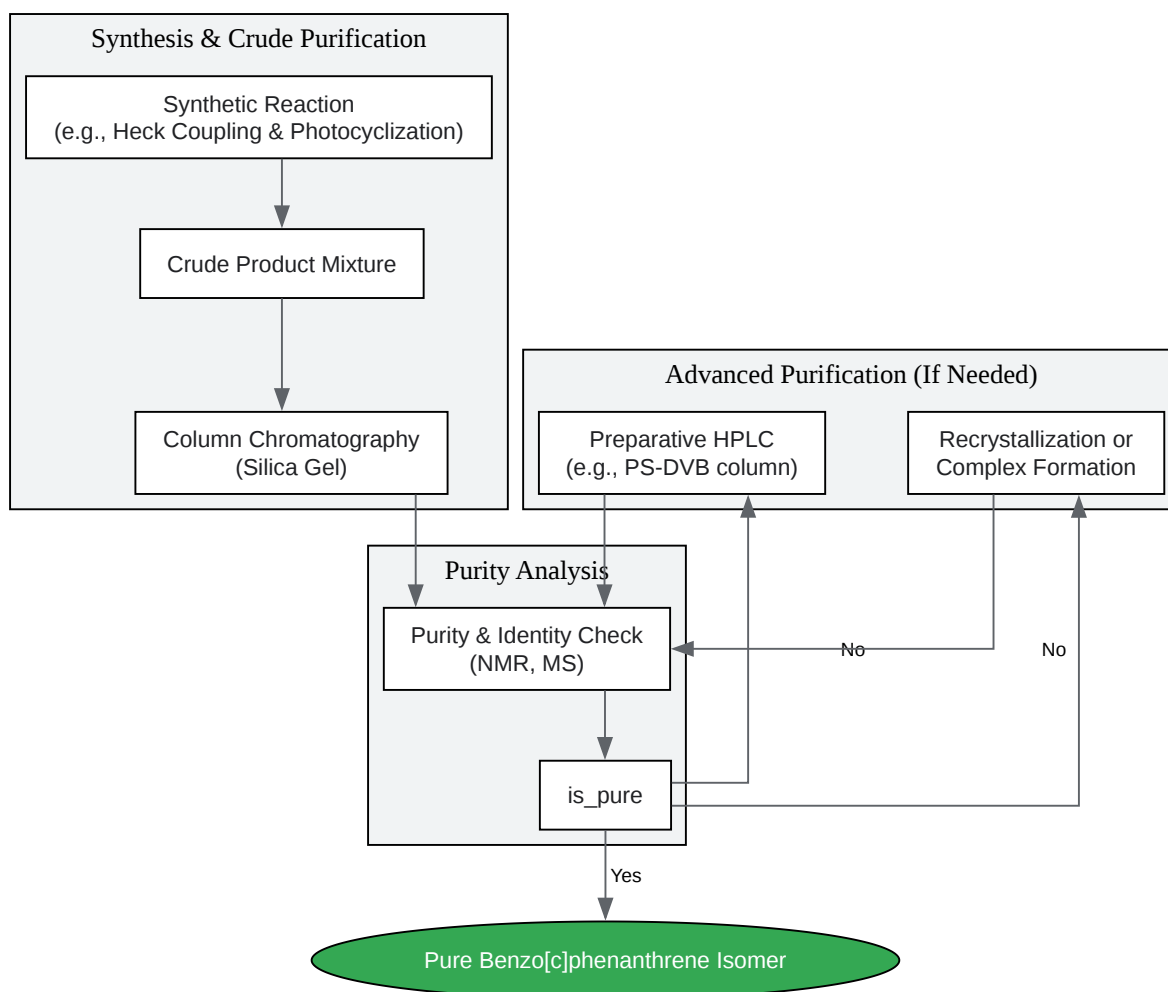 Synthesis & Crude Purification
Synthetic Reaction
(e.g., Heck Coupling & Photocyclization)
Crude Product Mixture
Column Chromatography
(Silica Gel)
Advanced Purification (If Needed)
Preparative HPLC
(e.g., PS-DVB column)
Recrystallization or
Complex Formation
Purity Analysis
Purity & Identity Check
(NMR, MS)
No
No
is_pure
Yes
Pure Benzo[c]phenanthrene Isomer